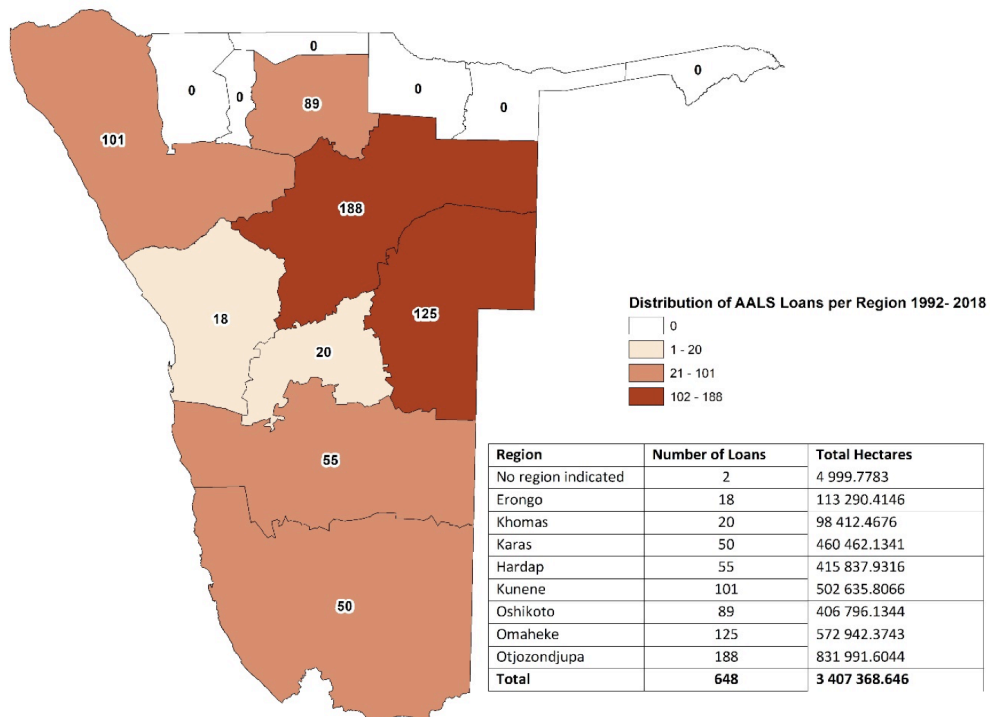 0
0
0
0
0
0
89
101
188
125
18
20
55
50
Distribution of AALS Loans per Region 1992- 2018
0
1 - 20
21 - 101
102 - 188
Region Number of Loans Total Hectares
No region indicated 2 4 999.7783
Erongo 18 113 290.4146
Khomas 20 98 412.4676
Karas 50 460 462.1341
Hardap 55 415 837.9316
Kunene 101 502 635.8066
Oshikoto 89 406 796.1344
Omaheke 125 572 942.3743
Otjozondjupa 188 831 991.6044
Total 648 3 407 368.646